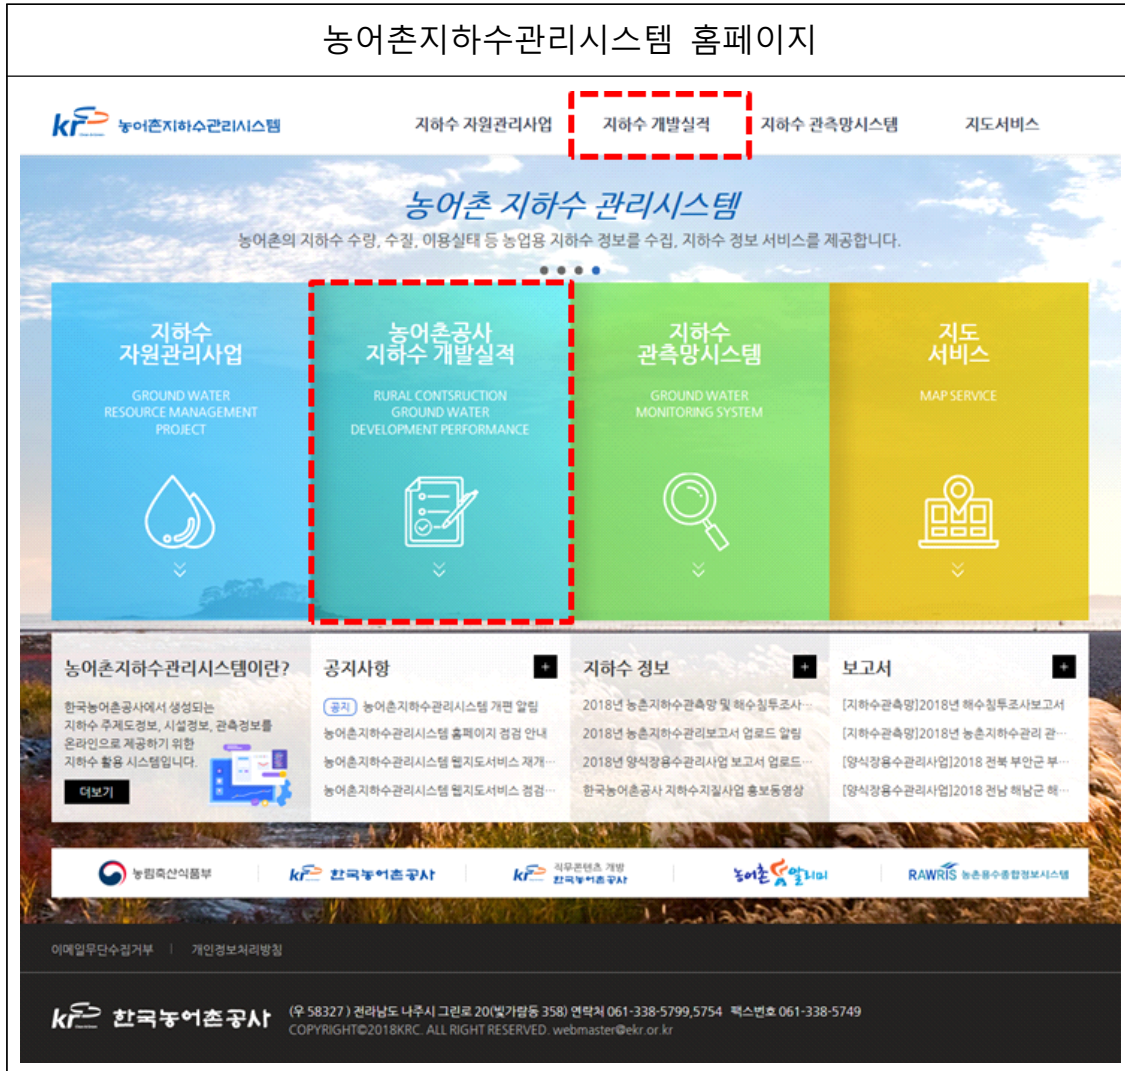 농어촌지하수관리시스템 홈페이지
kr 농어촌지하수관리시스템
지하수 자원관리사업 지하수 개발실적 지하수 관측망시스템 지도서비스
농어촌 지하수 관리시스템
농어촌의 지하수 수량, 수질, 이용실태 등 농업용 지하수 정보를 수집, 지하수 정보 서비스를 제공합니다.
지하수
자원관리사업
GROUND WATER
RESOURCE MANAGEMENT
PROJECT
농어촌공사
지하수 개발실적
RURAL CONTSRUCTION
GROUND WATER
DEVELOPMENT PERFORMANCE
지하수
관측망시스템
GROUND WATER
MONITORING SYSTEM
지도
서비스
MAP SERVICE
농어촌지하수관리시스템이란?
한국농어촌공사에서 생성되는
지하수 주제도정보, 시설정보, 관측정보를
온라인으로 제공하기 위한
지하수 활용 시스템입니다.
더보기
공지사항 +
공지 농어촌지하수관리시스템 개편 알림
농어촌지하수관리시스템 홈페이지 점검 안내
농어촌지하수관리시스템 웹지도서비스 재개…
농어촌지하수관리시스템 웹지도서비스 점검…
지하수 정보 +
2018년 농촌지하수관측망 및 해수침투조사…
2018년 농촌지하수관리보고서 업로드 알림
2018년 양식장용수관리사업 보고서 업로드…
한국농어촌공사 지하수지질사업 홍보동영상
보고서 +
[지하수관측망]2018년 해수침투조사보고서
[지하수관측망]2018년 농촌지하수관리 관…
[양식장용수관리사업]2018 전북 부안군 부…
[양식장용수관리사업]2018 전남 해남군 해…
농림축산식품부
kr 한국농어촌공사
kr 직무콘텐츠 개발
한국농어촌공사
농어촌 알리미
RAWRIS 농촌용수종합정보시스템
이메일무단수집거부 | 개인정보처리방침
kr 한국농어촌공사
(우 58327 ) 전라남도 나주시 그린로 20(빛가람동 358) 연락처 061-338-5799,5754 팩스번호 061-338-5749
COPYRIGHT©2018KRC. ALL RIGHT RESERVED. webmaster@ekr.or.kr